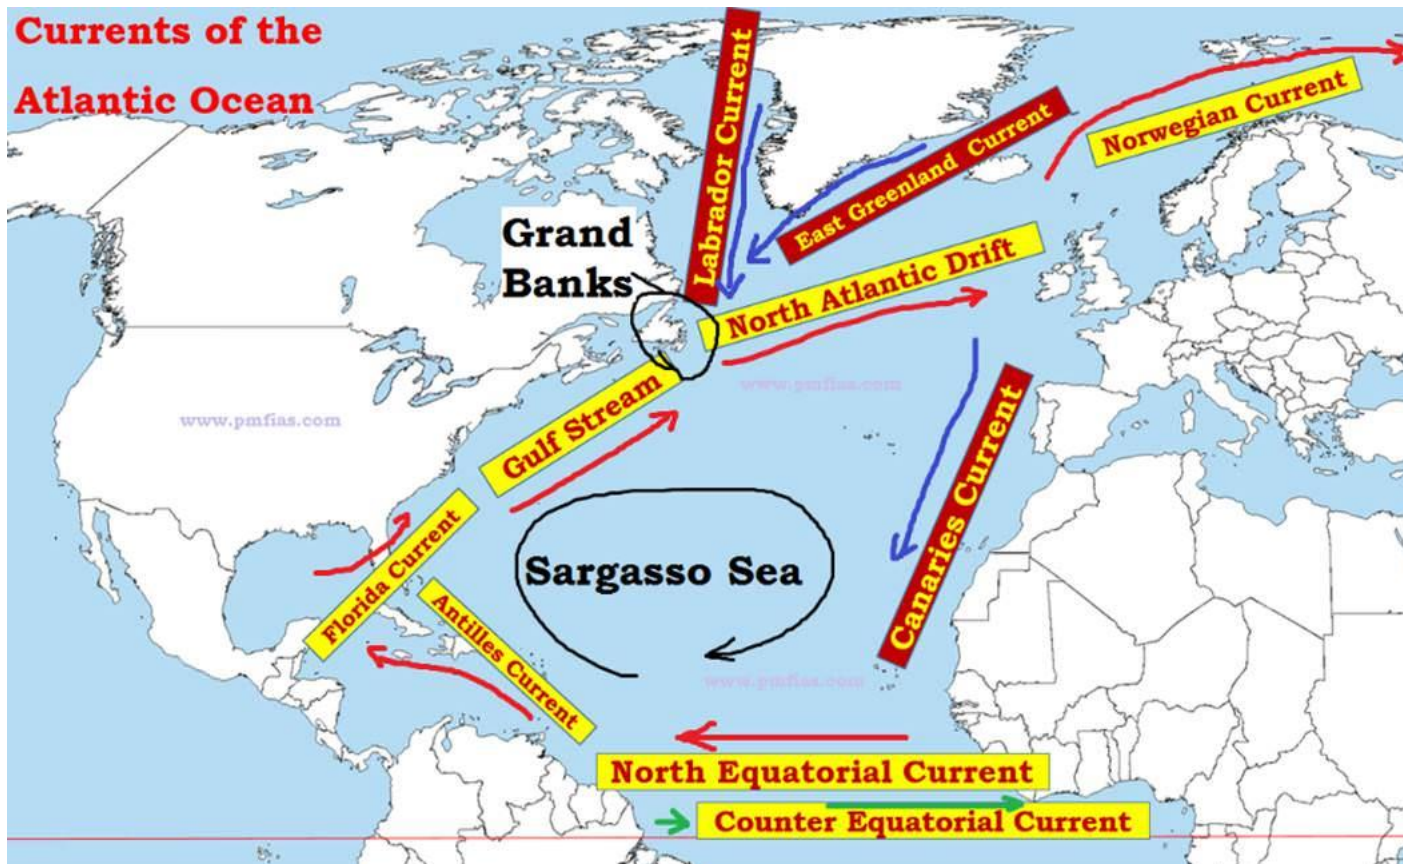 Currents of the
Atlantic Ocean
Labrador Current
Norwegian Current
East Greenland Current
Grand
Banks
North Atlantic Drift
www.pmfias.com
www.pmfias.com
Gulf Stream
Canaries Current
Florida Current
Sargasso Sea
Antilles Current
www.pmfias.com
North Equatorial Current
Counter Equatorial Current